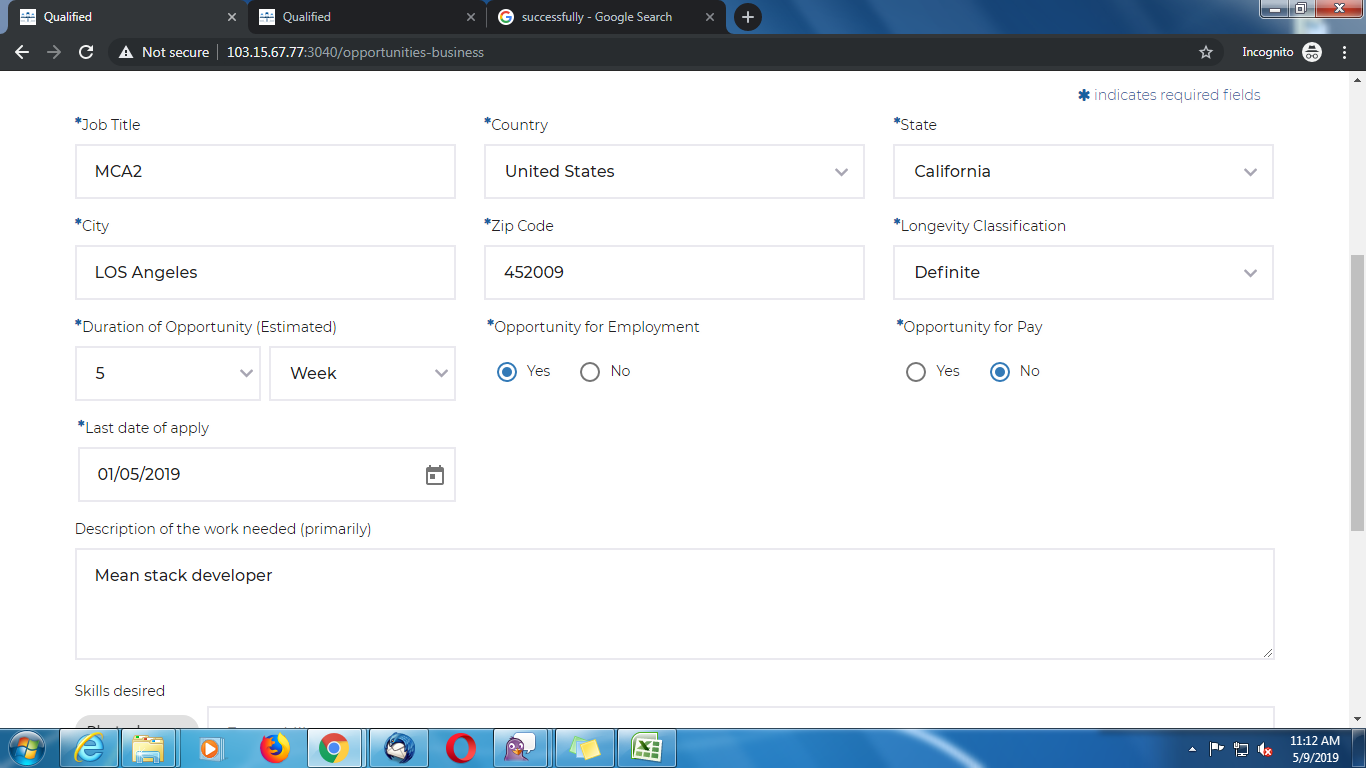 Qualified
Qualified
successfully - Google Search
Not secure 103.15.67.77:3040/opportunities-business
Incognito
✱ indicates required fields
*Job Title *Country *State
MCA2 United States California
*City *Zip Code *Longevity Classification
LOS Angeles 452009 Definite
*Duration of Opportunity (Estimated) *Opportunity for Employment *Opportunity for Pay
5 Week Yes No Yes No
*Last date of apply
01/05/2019
Description of the work needed (primarily)
Mean stack developer
Skills desired
11:12 AM
5/9/2019